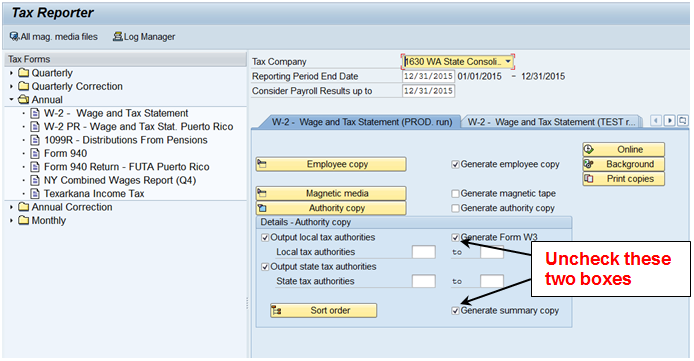 Tax Reporter
All mag. media files Log Manager
Tax Forms
Quarterly
Quarterly Correction
Annual
W-2 - Wage and Tax Statement
W-2 PR - Wage and Tax Stat. Puerto Rico
1099R - Distributions From Pensions
Form 940
Form 940 Return - FUTA Puerto Rico
NY Combined Wages Report (Q4)
Texarkana Income Tax
Annual Correction
Monthly
Tax Company 1630 WA State Consoli..
Reporting Period End Date 12/31/2015 01/01/2015 - 12/31/2015
Consider Payroll Results up to 12/31/2015
W-2 - Wage and Tax Statement (PROD. run) W-2 - Wage and Tax Statement (TEST r...
Employee copy Generate employee copy
Magnetic media Generate magnetic tape
Authority copy Generate authority copy
Online
Background
Print copies
Details - Authority copy
Output local tax authorities Generate Form W3
Local tax authorities to
Output state tax authorities
State tax authorities to
Sort order Generate summary copy
Uncheck these
two boxes